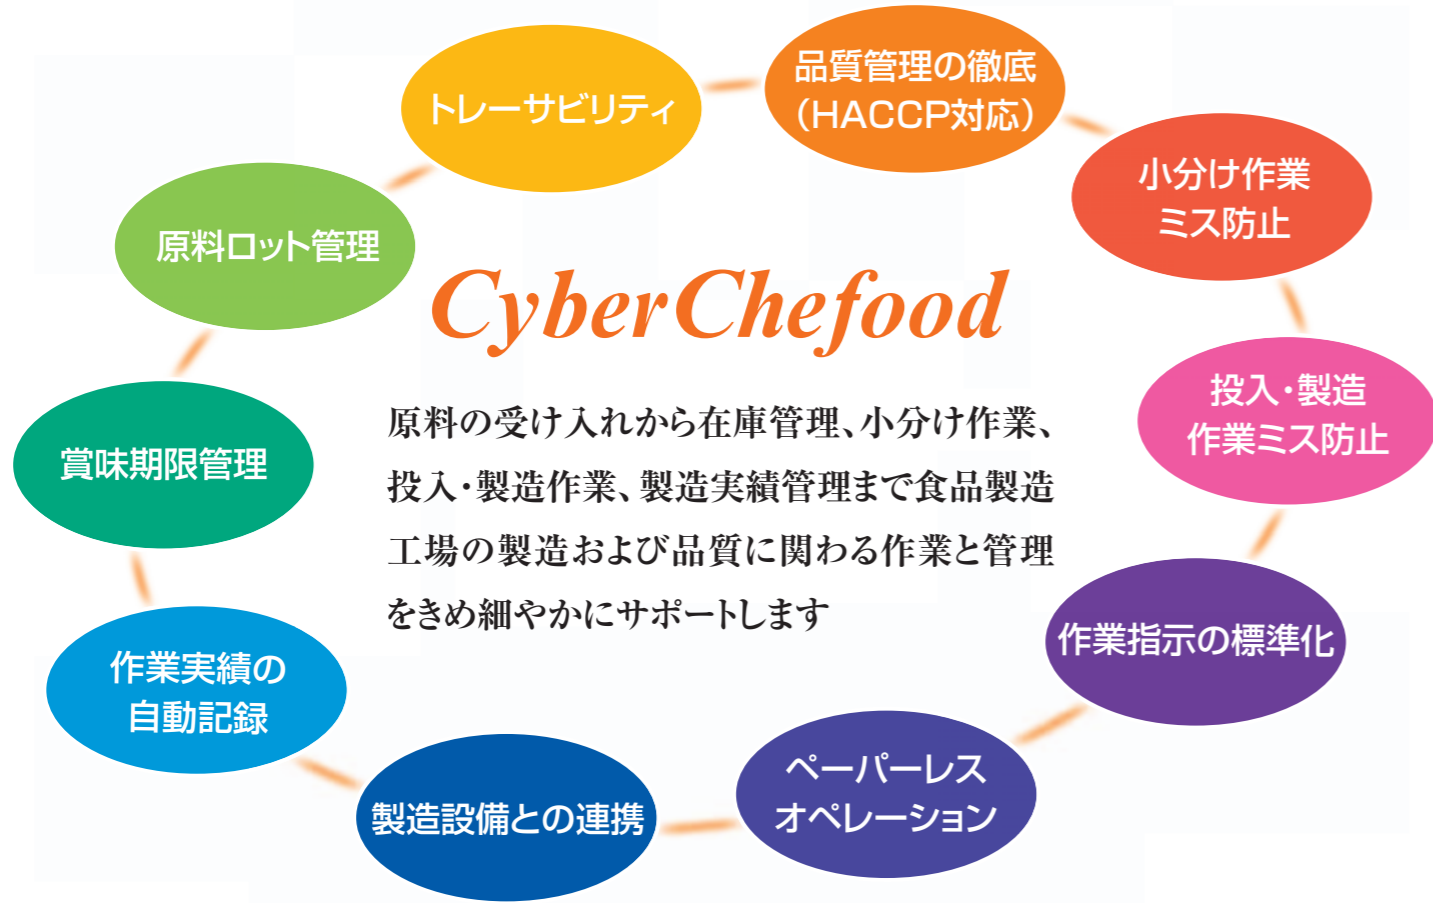 トレーサビリティ
品質管理の徹底
（HACCP対応）
小分け作業
ミス防止
原料ロット管理
CyberChefood
投入・製造
作業ミス防止
賞味期限管理
原料の受け入れから在庫管理、小分け作業、
投入・製造作業、製造実績管理まで食品製造
工場の製造および品質に関わる作業と管理
をきめ細やかにサポートします
作業指示の標準化
作業実績の
自動記録
ペーパーレス
オペレーション
製造設備との連携